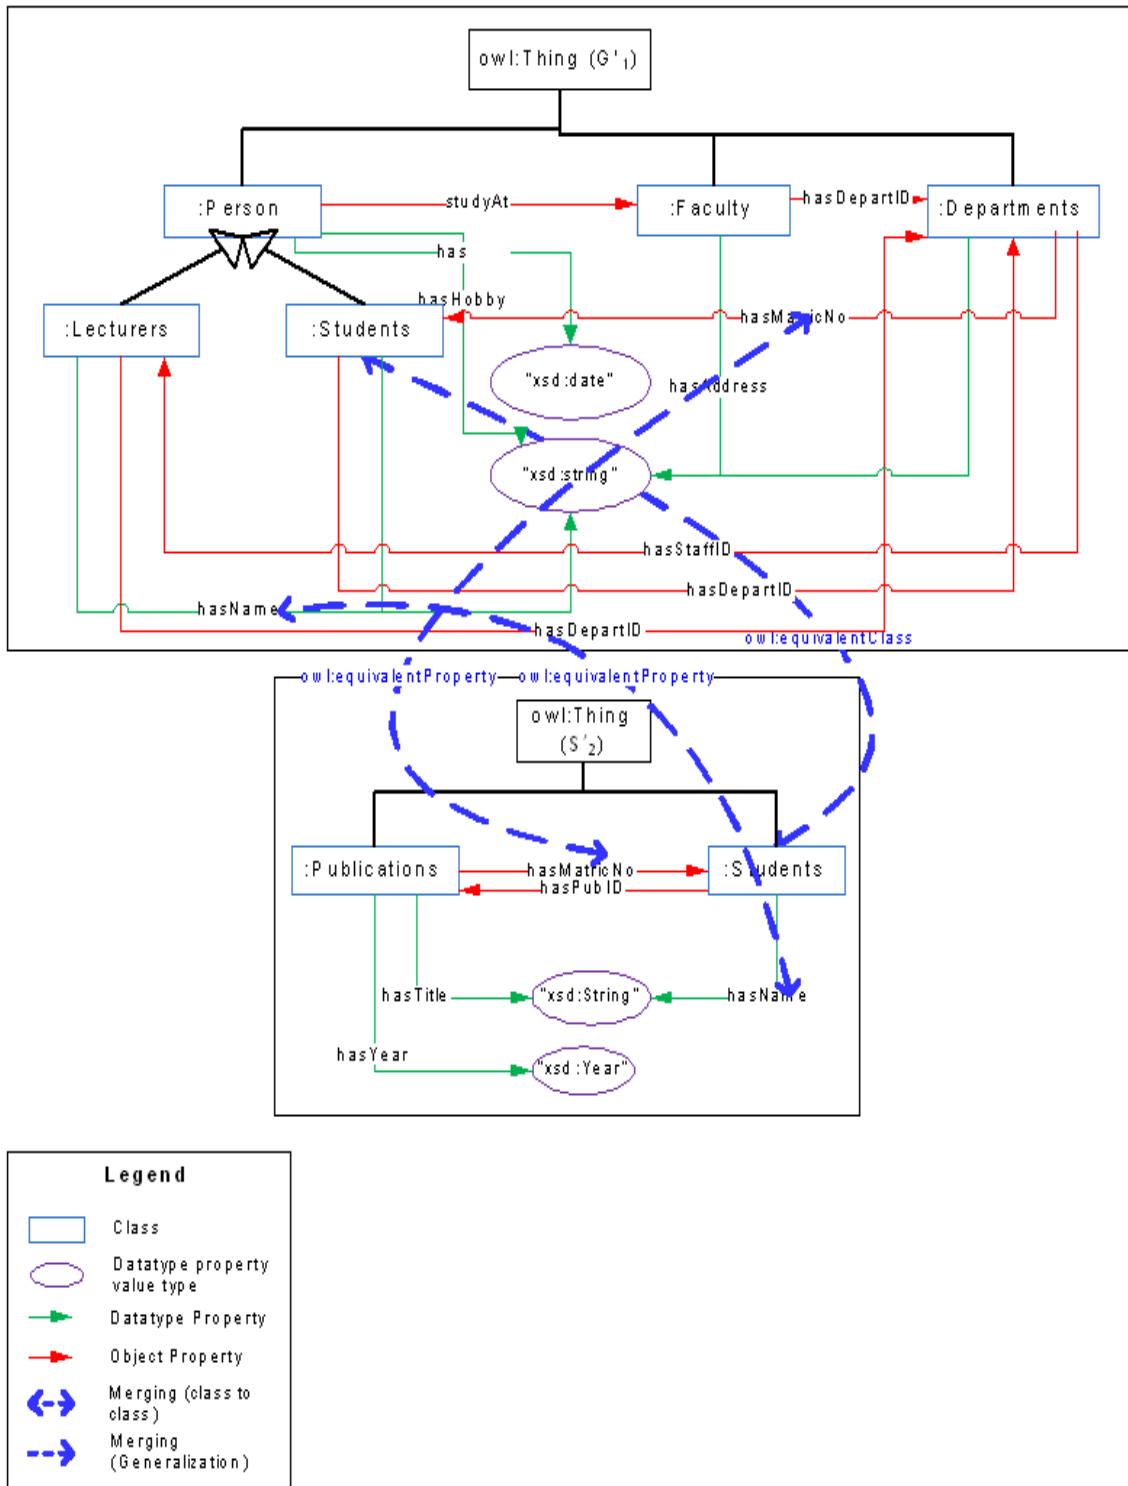 owl:Thing (G'1)
:Person
studyAt
:Faculty
hasDepartID
:Departments
has
hasHobby
:Lecturers
:Students
hasMatricNo
"xsd:date"
hasAddress
"xsd:string"
hasStaffID
hasDepartID
hasName
hasDepartID
owl:equivalentClass
owl:equivalentProperty
owl:equivalentProperty
owl:Thing
(S'2)
:Publications
hasMatricNo
:Students
hasPubID
hasTitle
"xsd:String"
hasName
hasYear
"xsd:Year"
Legend
Class
Datatype property
value type
Datatype Property
Object Property
Merging (class to
class)
Merging
(Generalization)